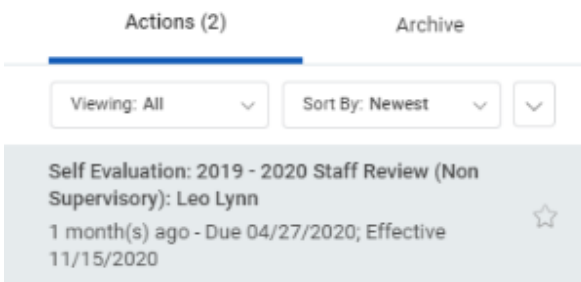 Actions (2) Archive
Viewing: All Sort By: Newest
Self Evaluation: 2019 - 2020 Staff Review (Non
Supervisory): Leo Lynn
1 month(s) ago - Due 04/27/2020; Effective
11/15/2020